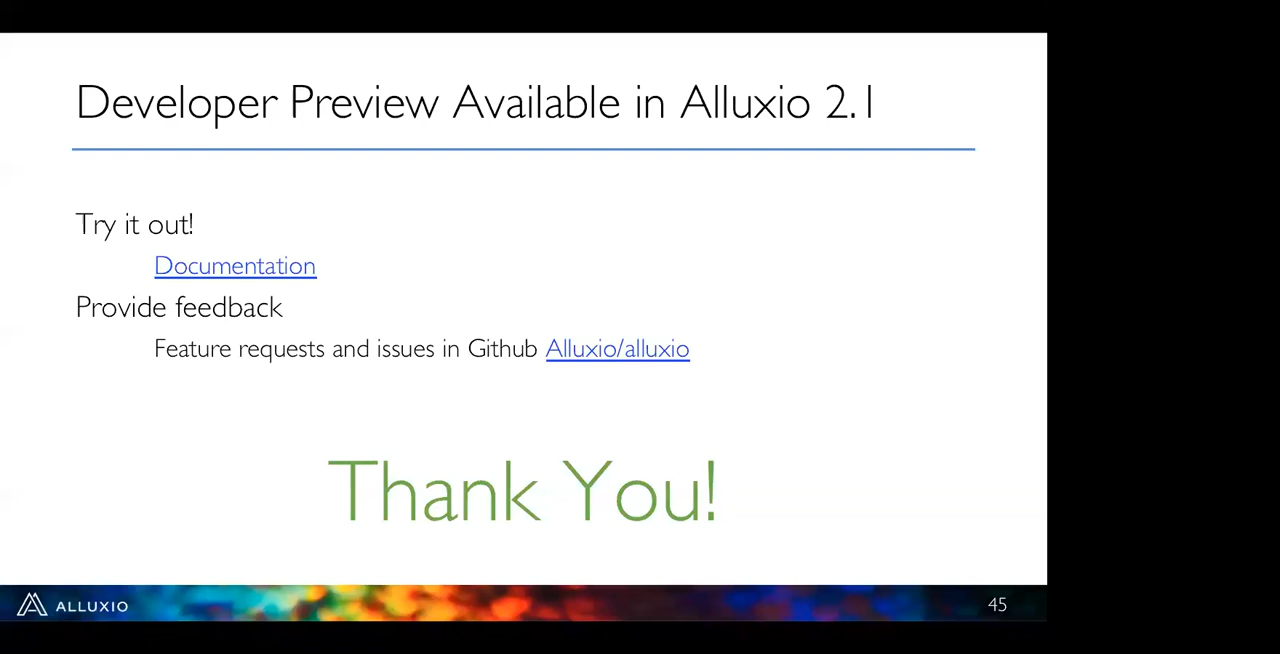 Developer Preview Available in Alluxio 2.1
Try it out!
Documentation
Provide feedback
Feature requests and issues in Github Alluxio/alluxio
Thank You!
ALLUXIO
45